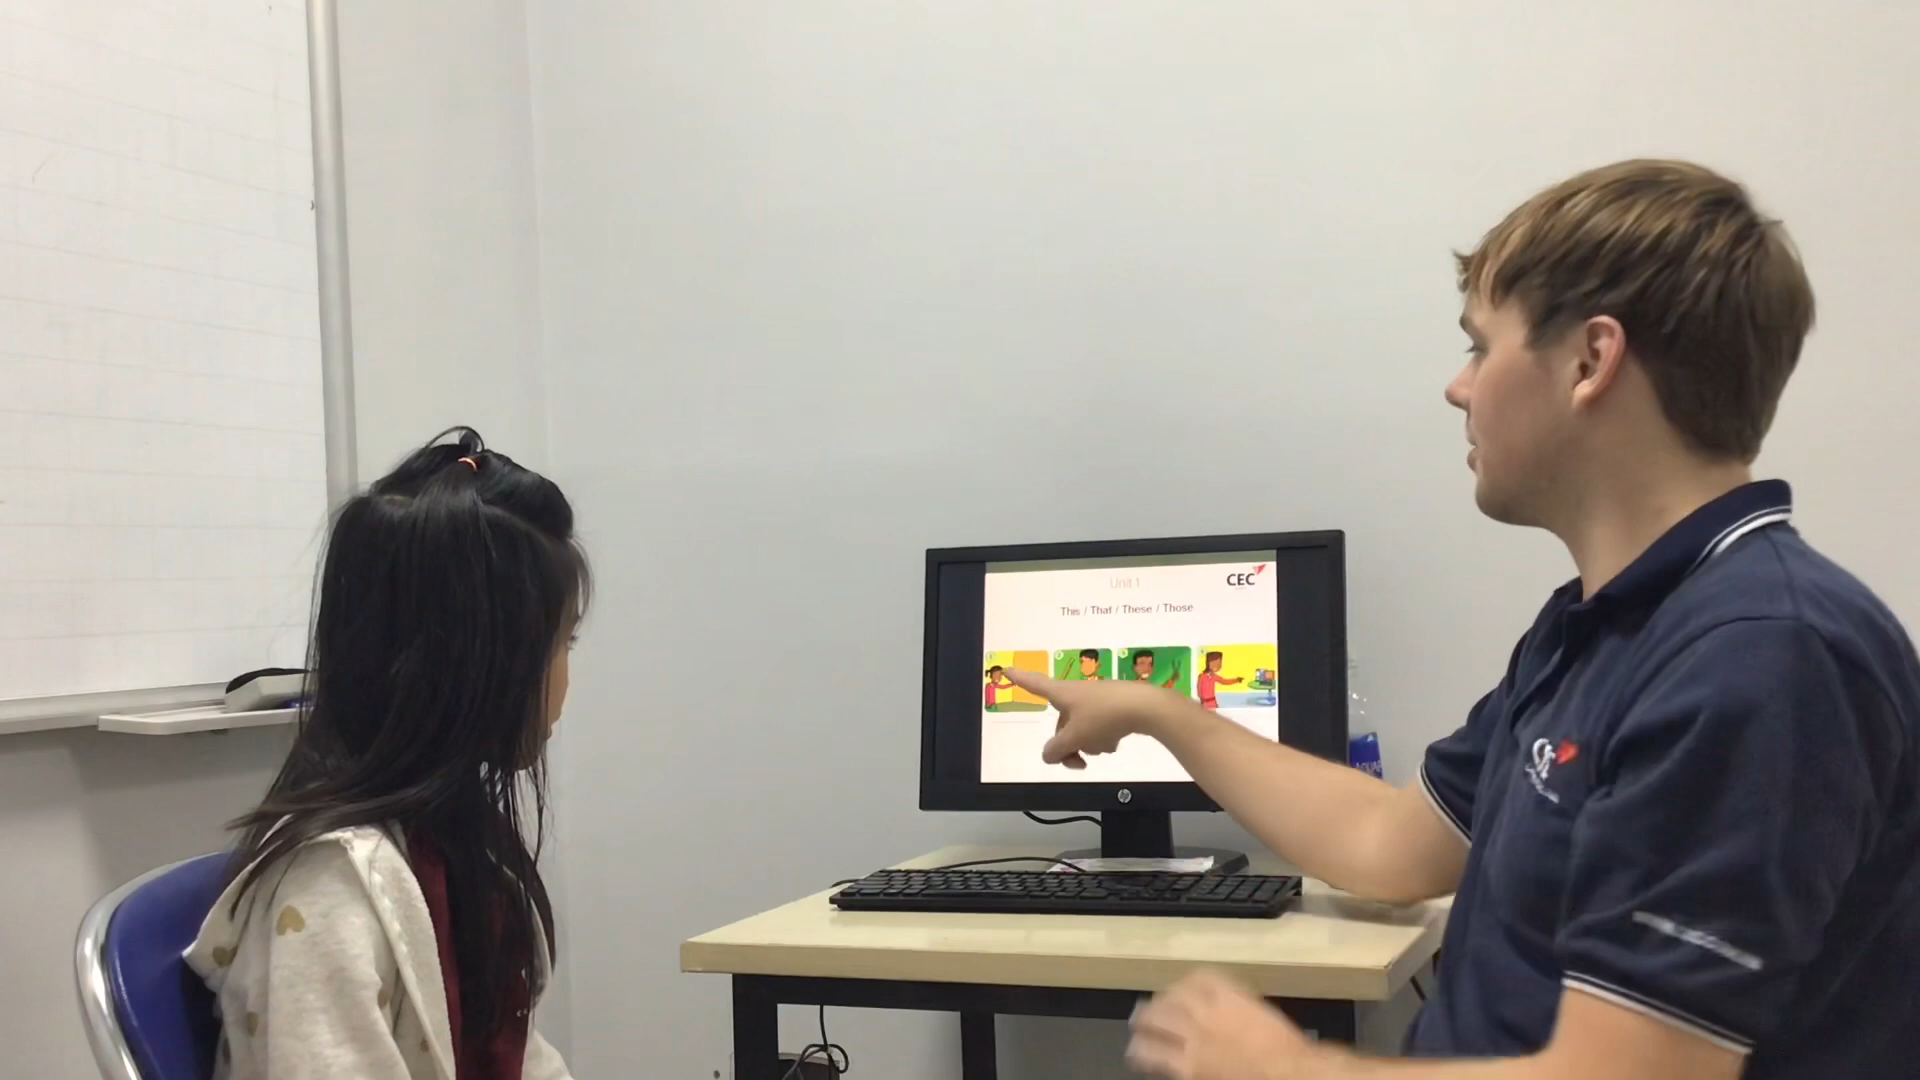 Unit 1
CEC
This / That / These / Those
hp